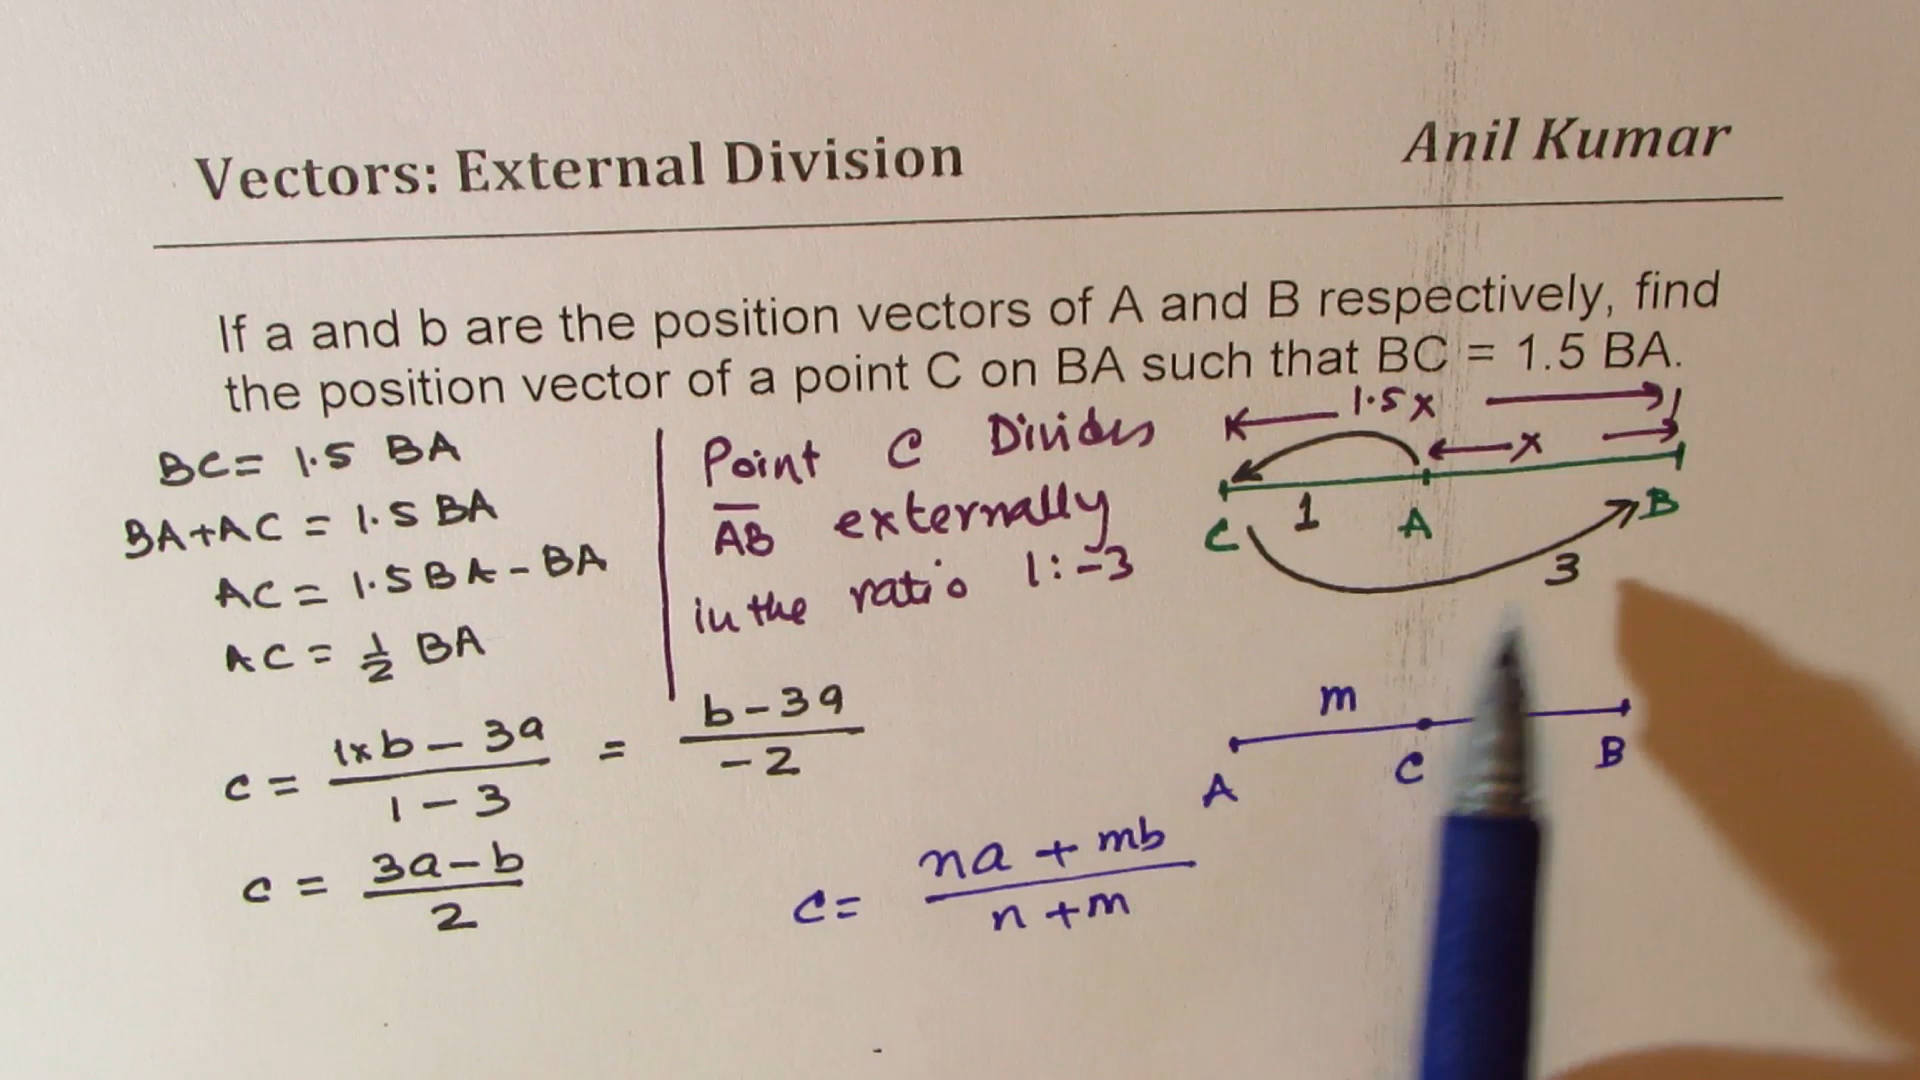 Vectors: External Division
Anil Kumar
If a and b are the position vectors of A and B respectively, find
the position vector of a point C on BA such that BC = 1.5 BA.
BC = 1.5 BA
BA+AC = 1.5 BA
AC = 1.5 BA - BA
AC = 1/2 BA
Point C Divides
AB externally
in the ratio 1:-3
1.5x
x
C 1 A B
3
c = (1×b - 3a)/(1 - 3) = (b - 3a)/(-2)
c = (3a - b)/2
m
A C B
c = (na + mb)/(n + m)